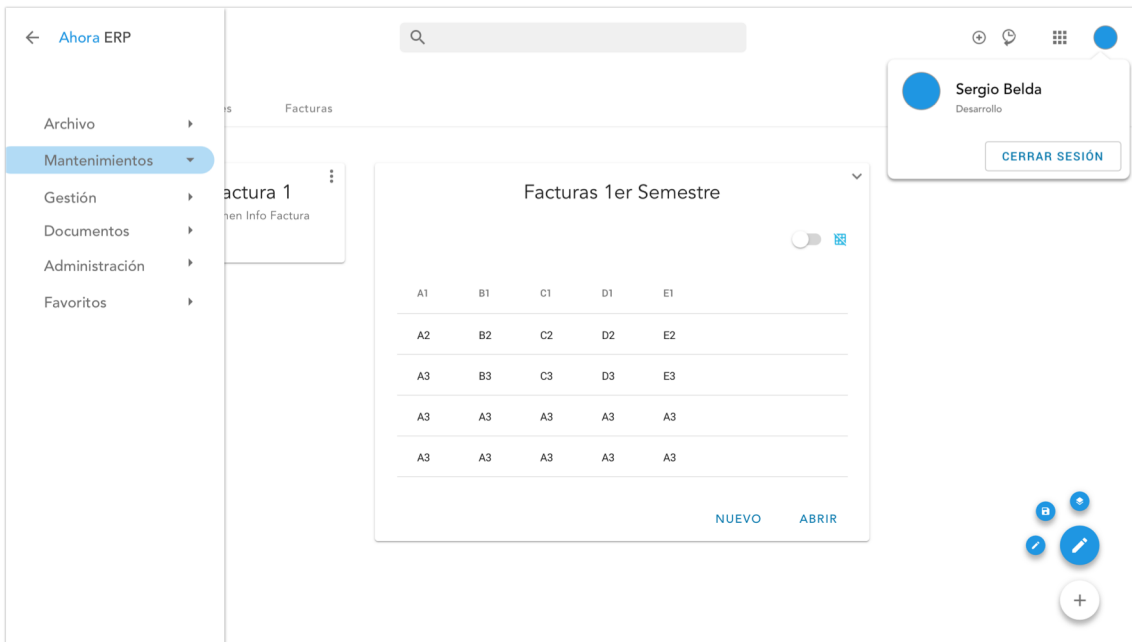 Ahora ERP
Archivo
Mantenimientos
Gestión
Documentos
Administración
Favoritos
s
Facturas
actura 1
nen Info Factura
Facturas 1er Semestre
A1 B1 C1 D1 E1
A2 B2 C2 D2 E2
A3 B3 C3 D3 E3
A3 A3 A3 A3 A3
A3 A3 A3 A3 A3
NUEVO ABRIR
Sergio Belda
Desarrollo
CERRAR SESIÓN